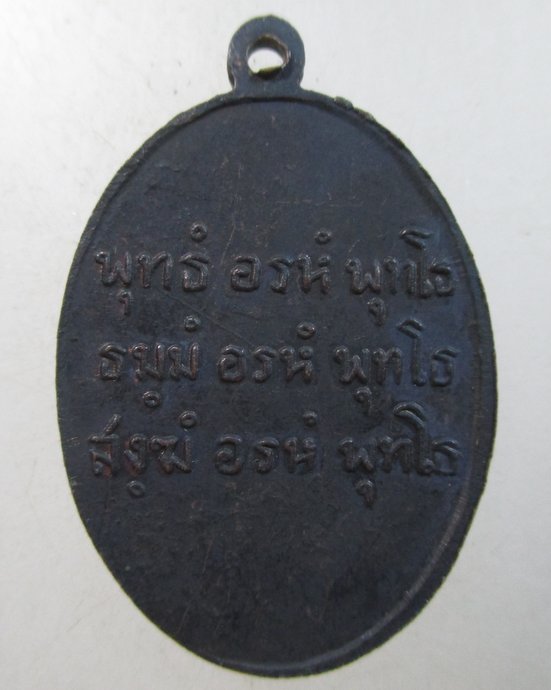 พุทธํ อรหํ พุทโธ
ธมฺมํ อรหํ พุทโธ
สงฺฆํ อรหํ พุทโธ